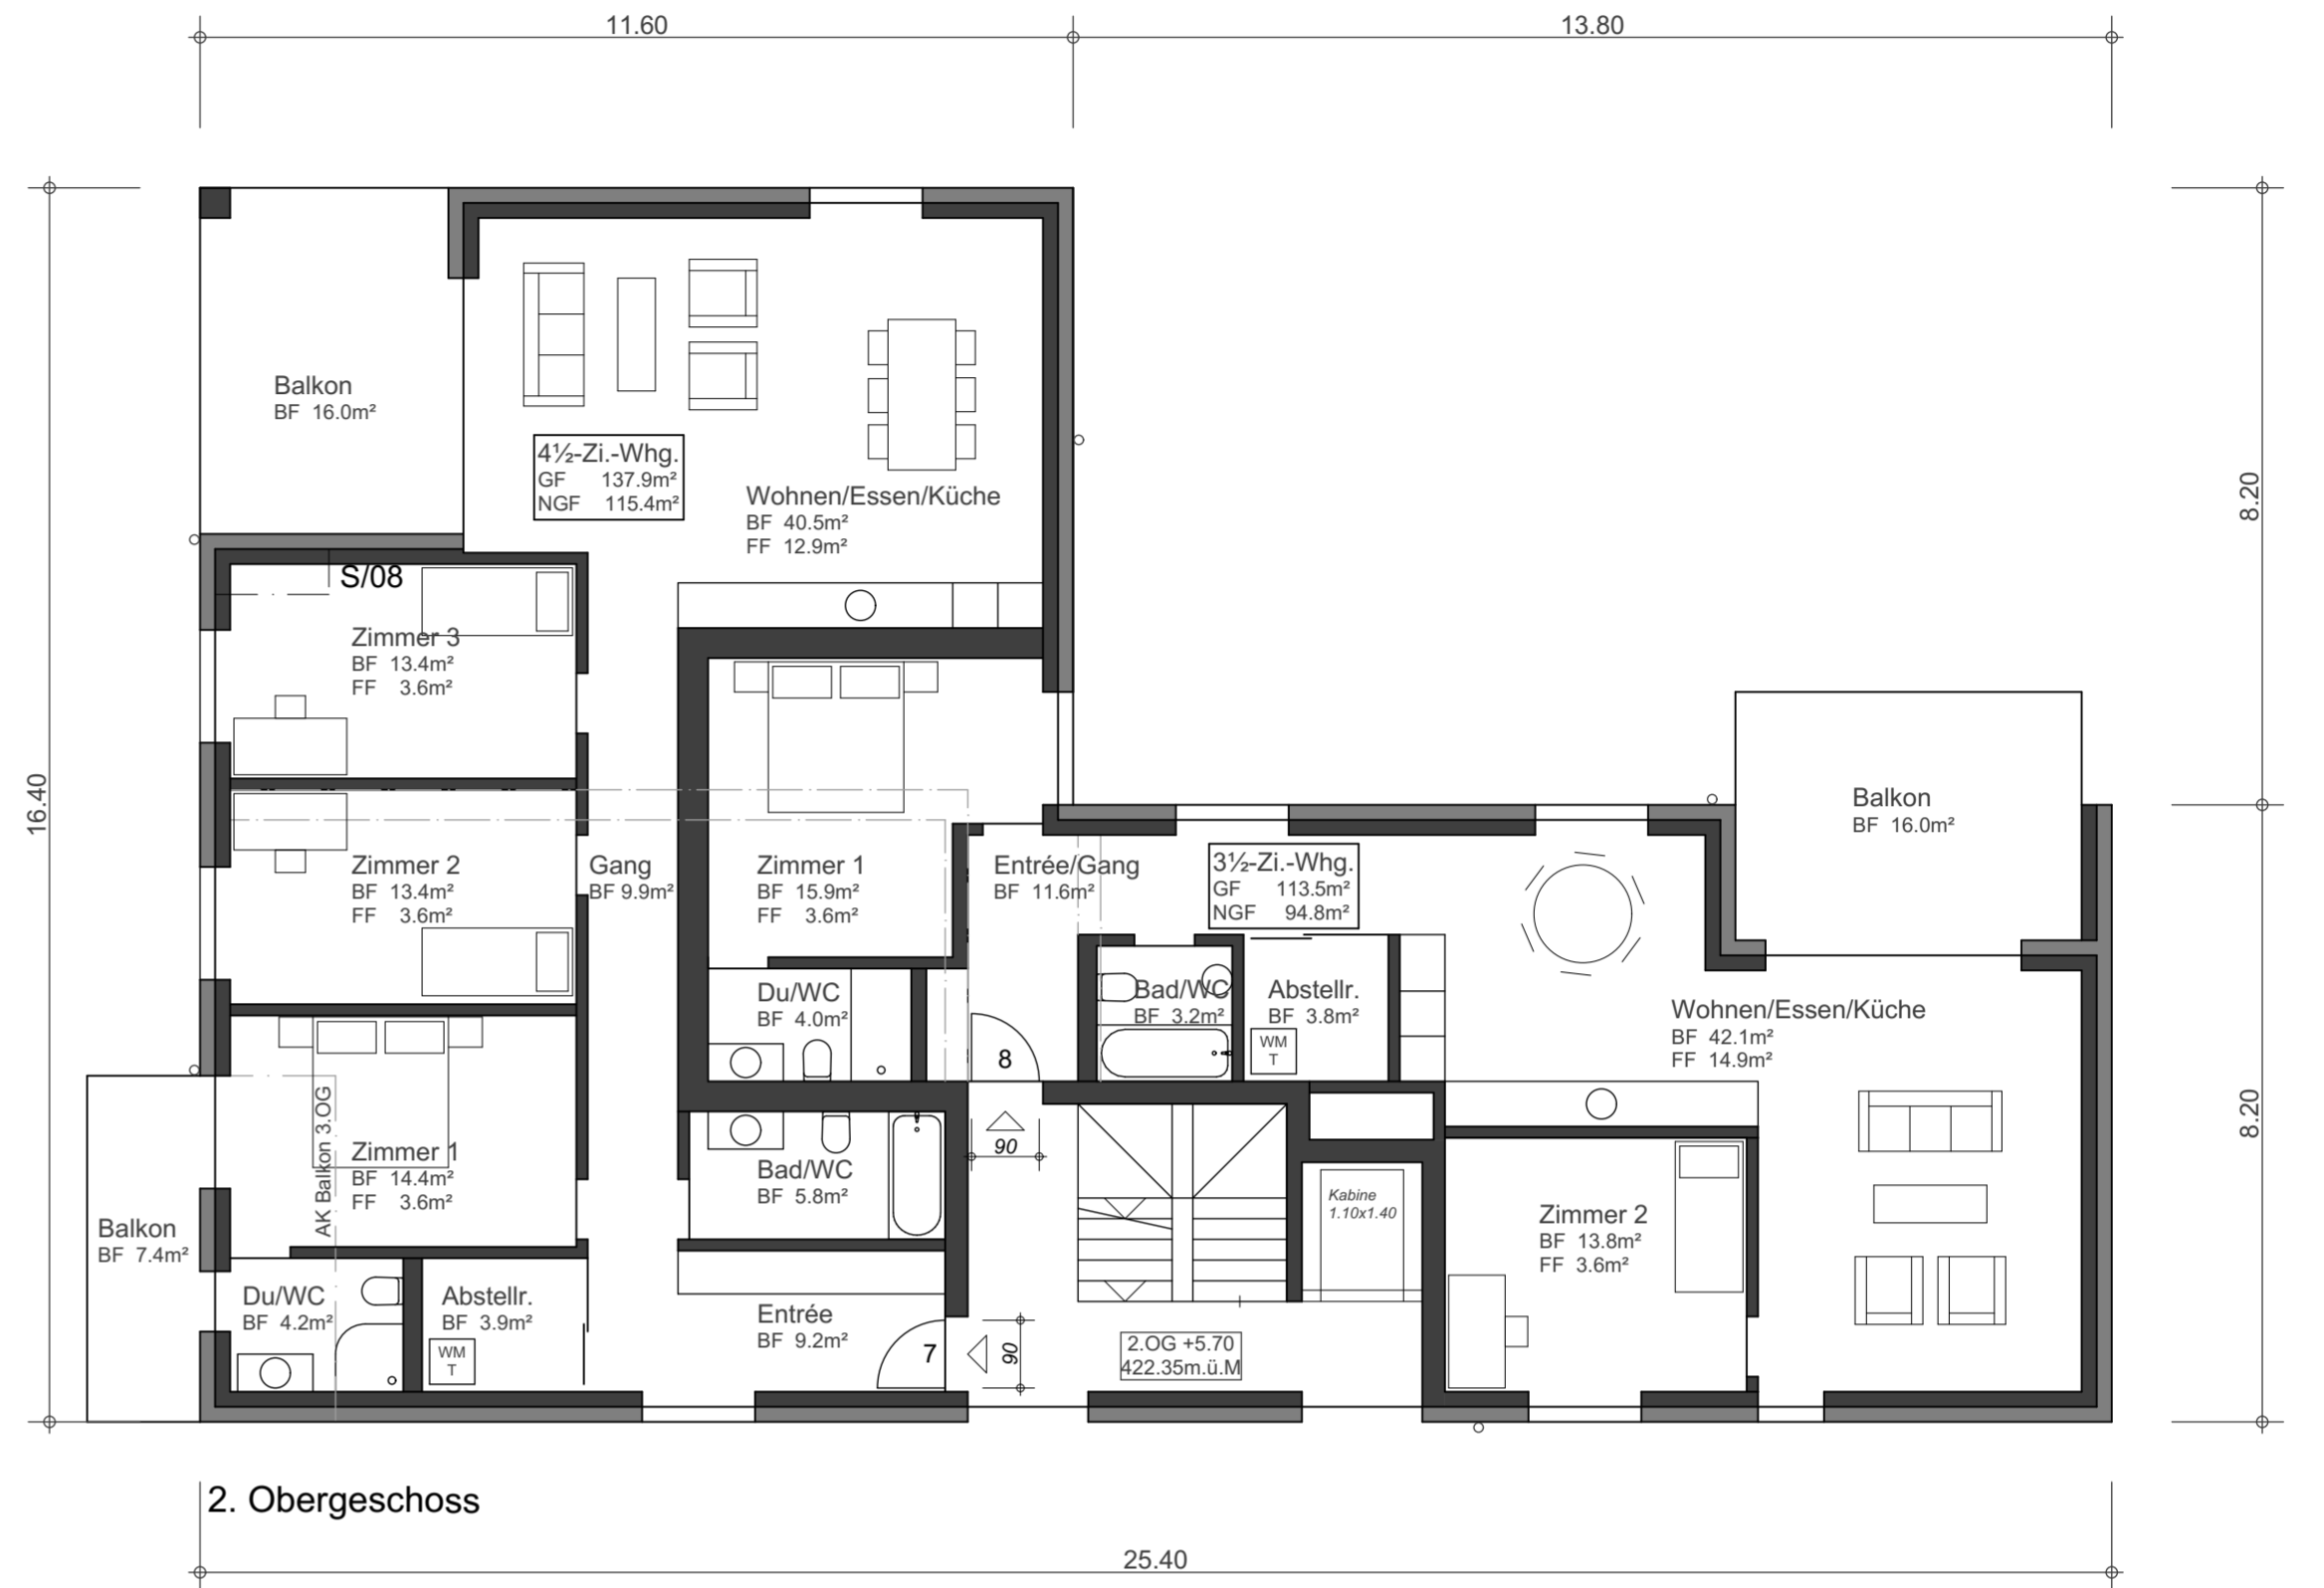 11.60
13.80
Balkon
BF 16.0m²
4½-Zi.-Whg.
GF 137.9m²
NGF 115.4m²
Wohnen/Essen/Küche
BF 40.5m²
FF 12.9m²
8.20
S/08
Zimmer 3
BF 13.4m²
FF 3.6m²
16.40
Balkon
BF 16.0m²
Zimmer 2
BF 13.4m²
FF 3.6m²
Gang
BF 9.9m²
Zimmer 1
BF 15.9m²
FF 3.6m²
Entrée/Gang
BF 11.6m²
3½-Zi.-Whg.
GF 113.5m²
NGF 94.8m²
Du/WC
BF 4.0m²
Bad/WC
BF 3.2m²
Abstellr.
BF 3.8m²
WM
T
Wohnen/Essen/Küche
BF 42.1m²
FF 14.9m²
8
90
8.20
AK Balkon 3.OG
Zimmer 1
BF 14.4m²
FF 3.6m²
Bad/WC
BF 5.8m²
Kabine
1.10x1.40
Zimmer 2
BF 13.8m²
FF 3.6m²
Balkon
BF 7.4m²
Du/WC
BF 4.2m²
Abstellr.
BF 3.9m²
WM
T
Entrée
BF 9.2m²
7
90
2.OG +5.70
422.35m.ü.M
2. Obergeschoss
25.40